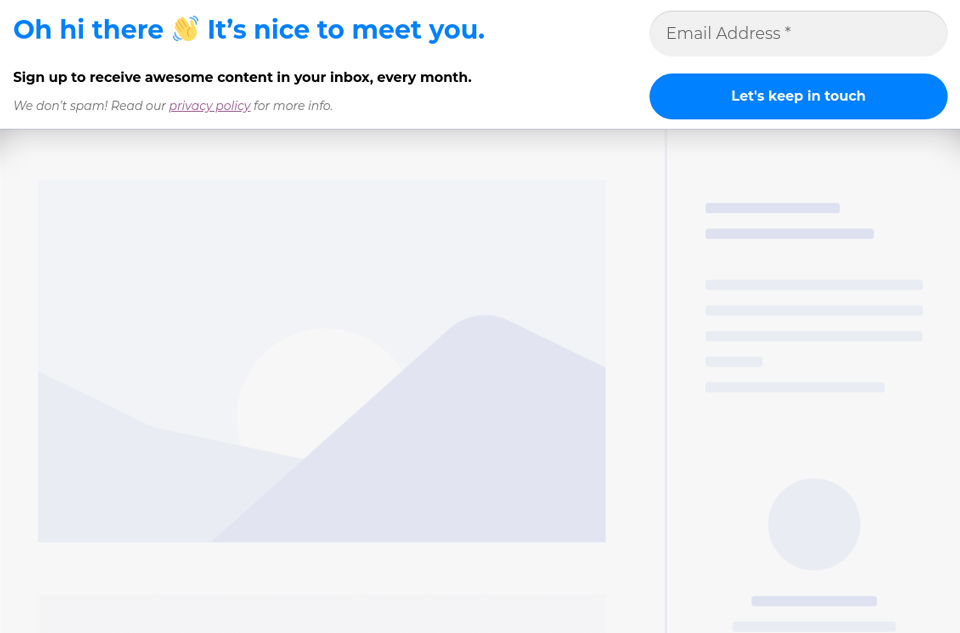 Oh hi there 👋 It’s nice to meet you.
Sign up to receive awesome content in your inbox, every month.
We don’t spam! Read our privacy policy for more info.
Email Address *
Let's keep in touch